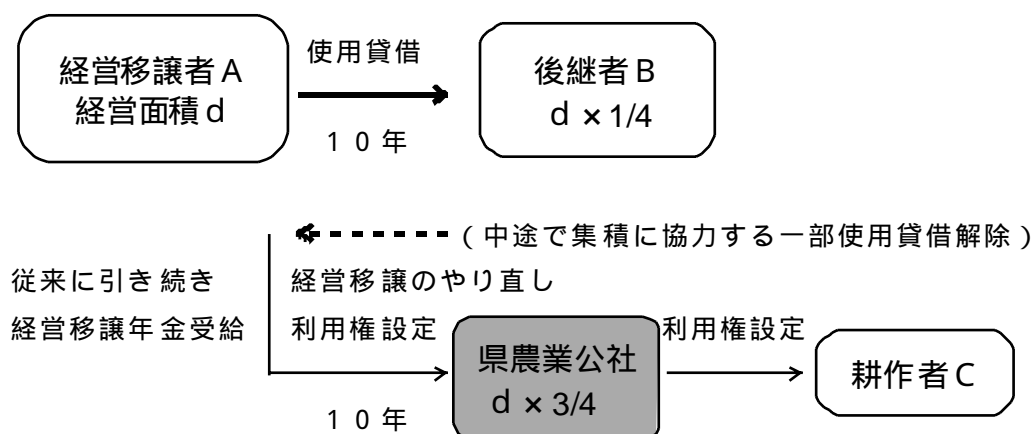 経営移譲者A
経営面積d
使用貸借
10年
後継者B
d×1/4
(中途で集積に協力する一部使用貸借解除)
従来に引き続き
経営移譲年金受給
経営移譲のやり直し
利用権設定
10年
県農業公社
d×3/4
利用権設定
耕作者C